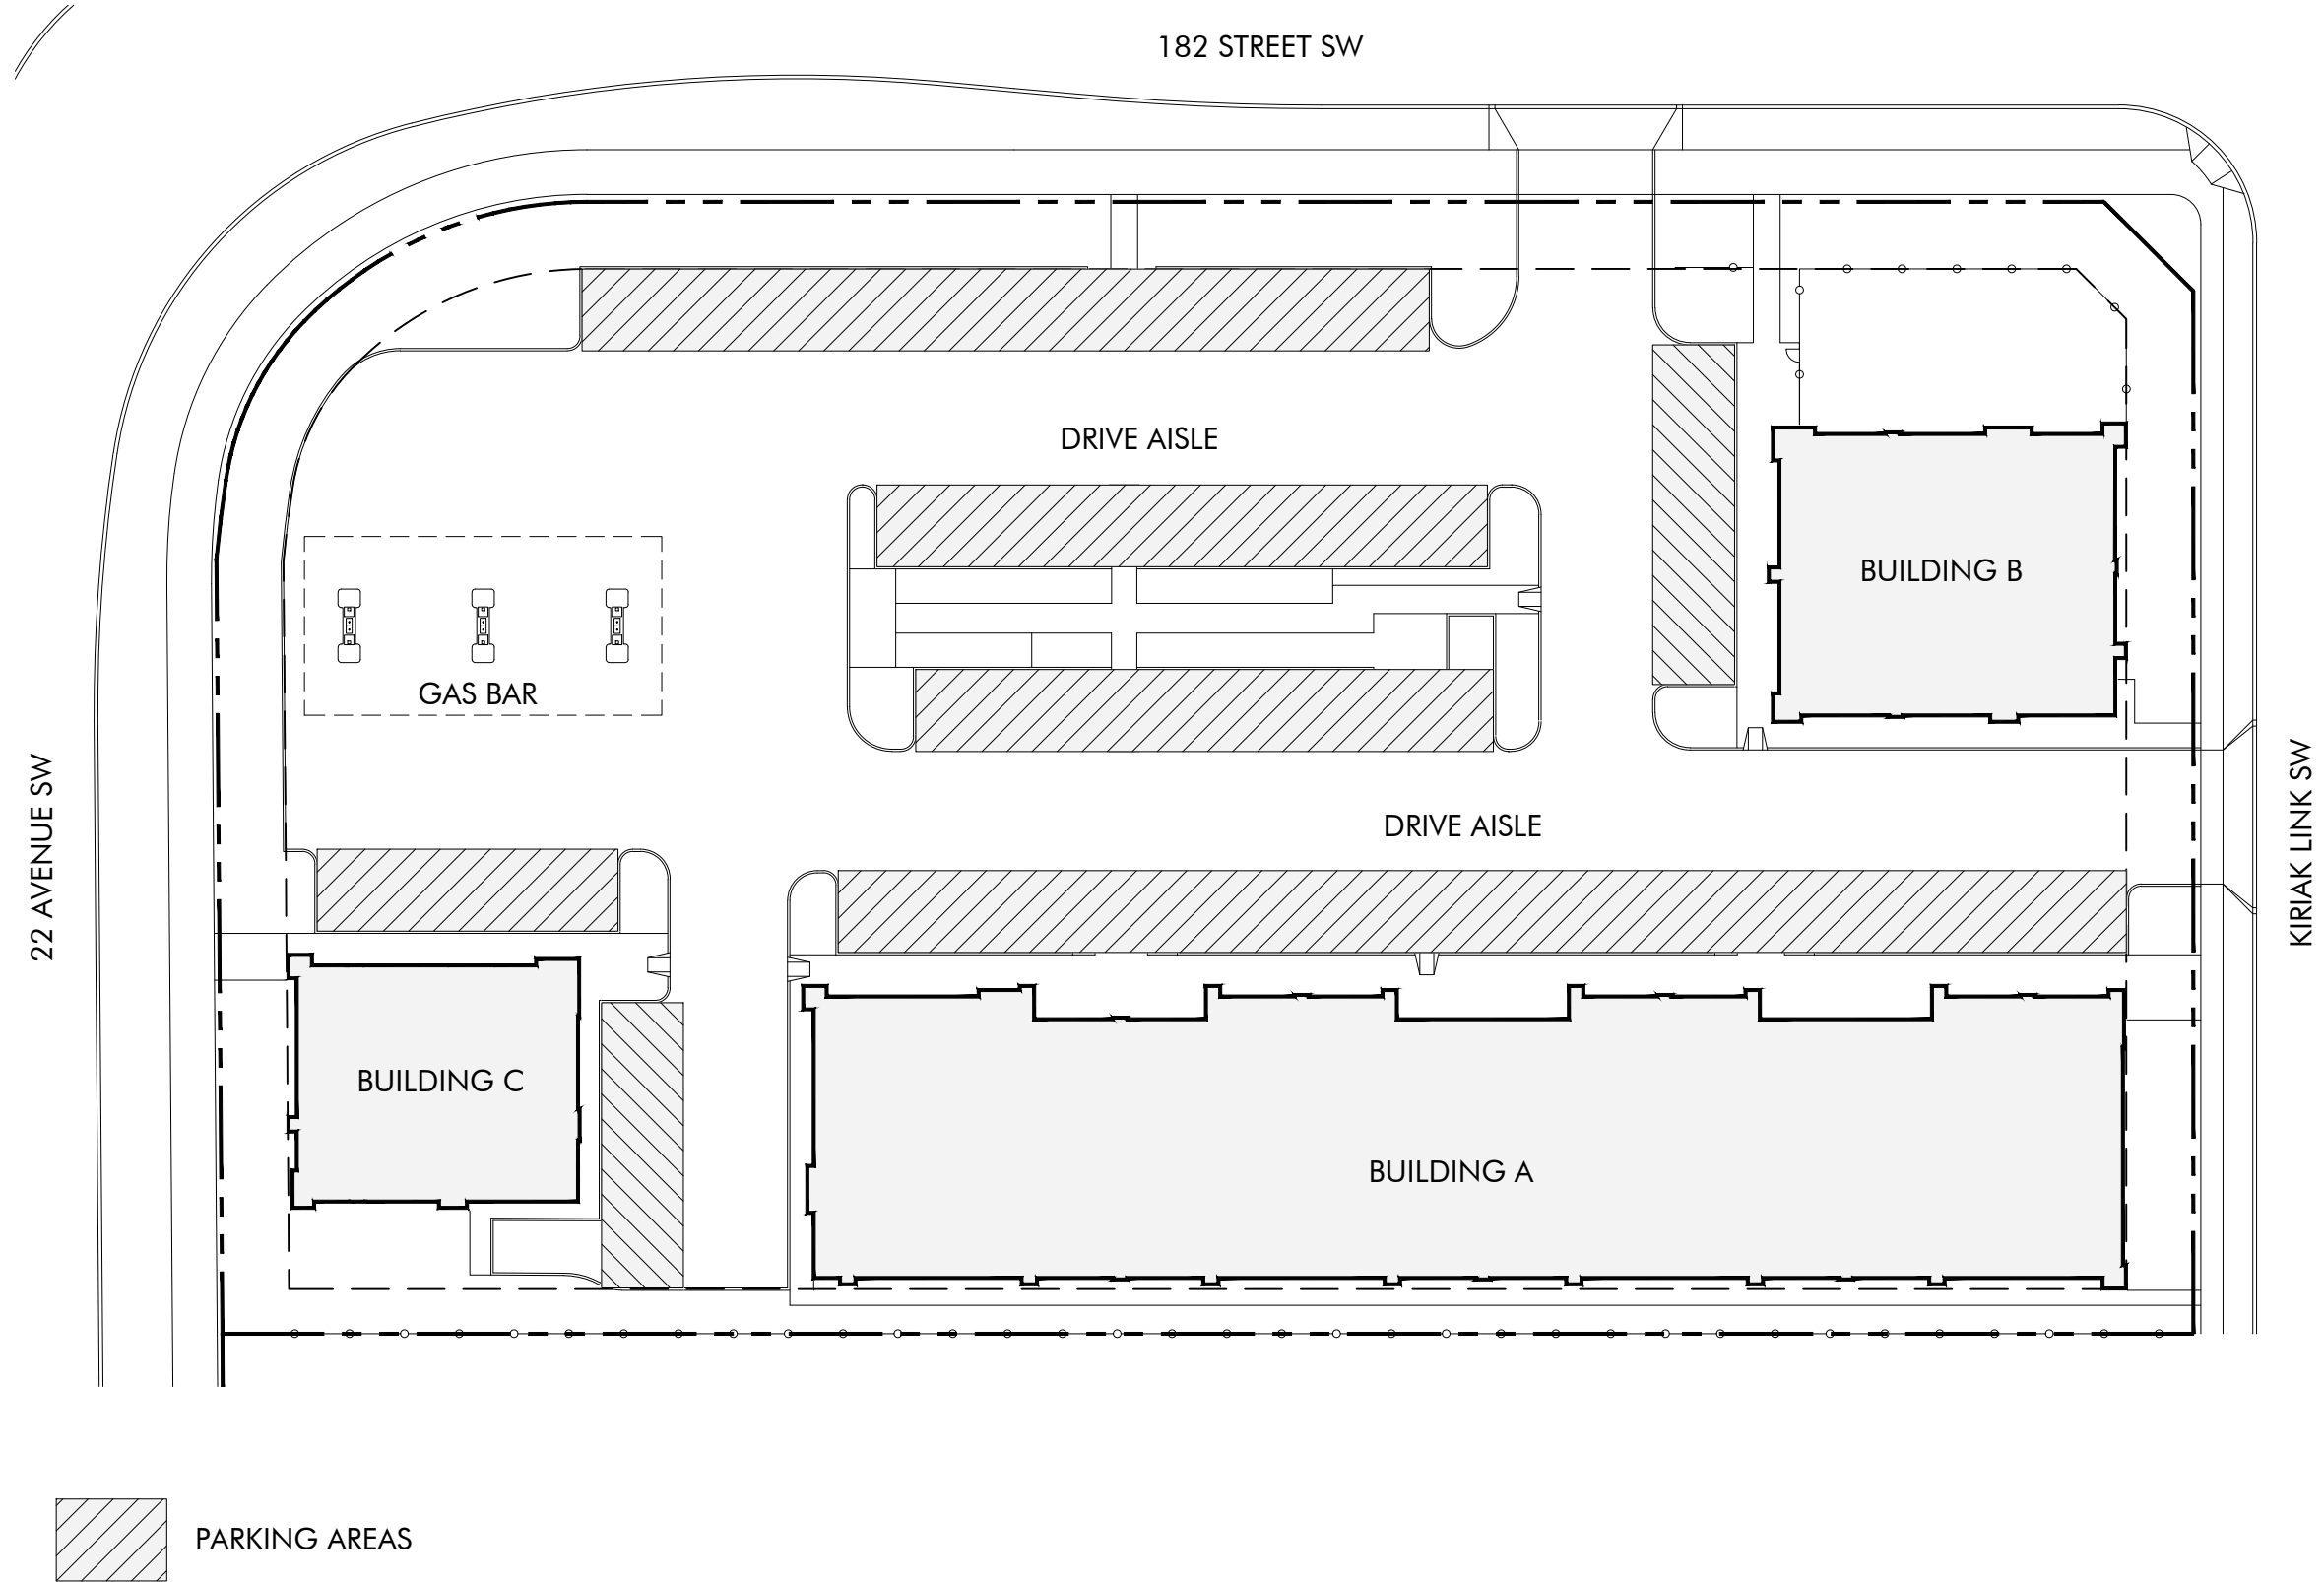 182 STREET SW
DRIVE AISLE
BUILDING B
GAS BAR
22 AVENUE SW
KIRIAK LINK SW
DRIVE AISLE
BUILDING C
BUILDING A
PARKING AREAS